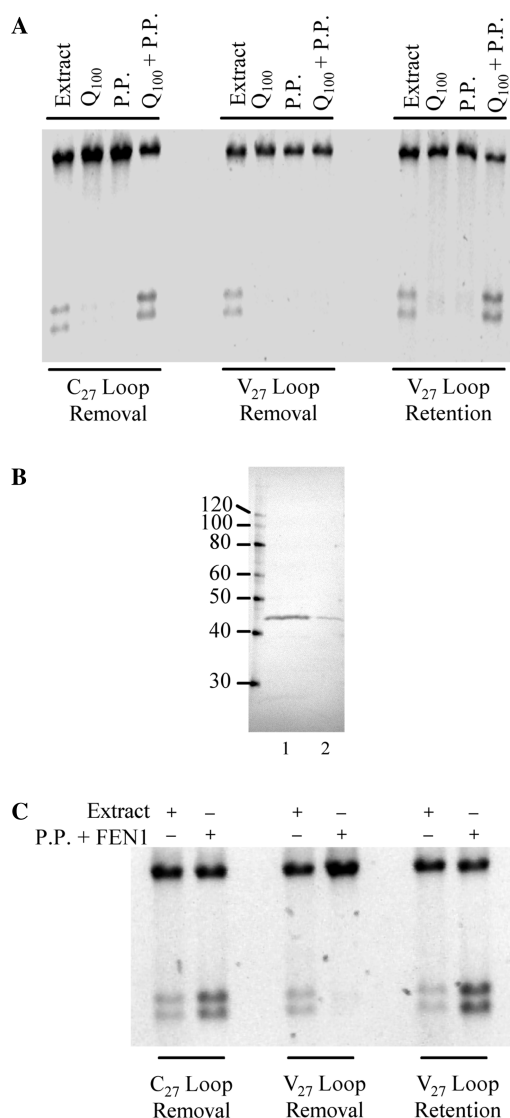 A
Extract Q100 P.P. Q100 + P.P. Extract Q100 P.P. Q100 + P.P. Extract Q100 P.P. Q100 + P.P.
C27 Loop Removal V27 Loop Removal V27 Loop Retention
B
120
100
80
60
50
40
30
1 2
C
Extract + – + – + –
P.P. + FEN1 – + – + – +
C27 Loop Removal V27 Loop Removal V27 Loop Retention